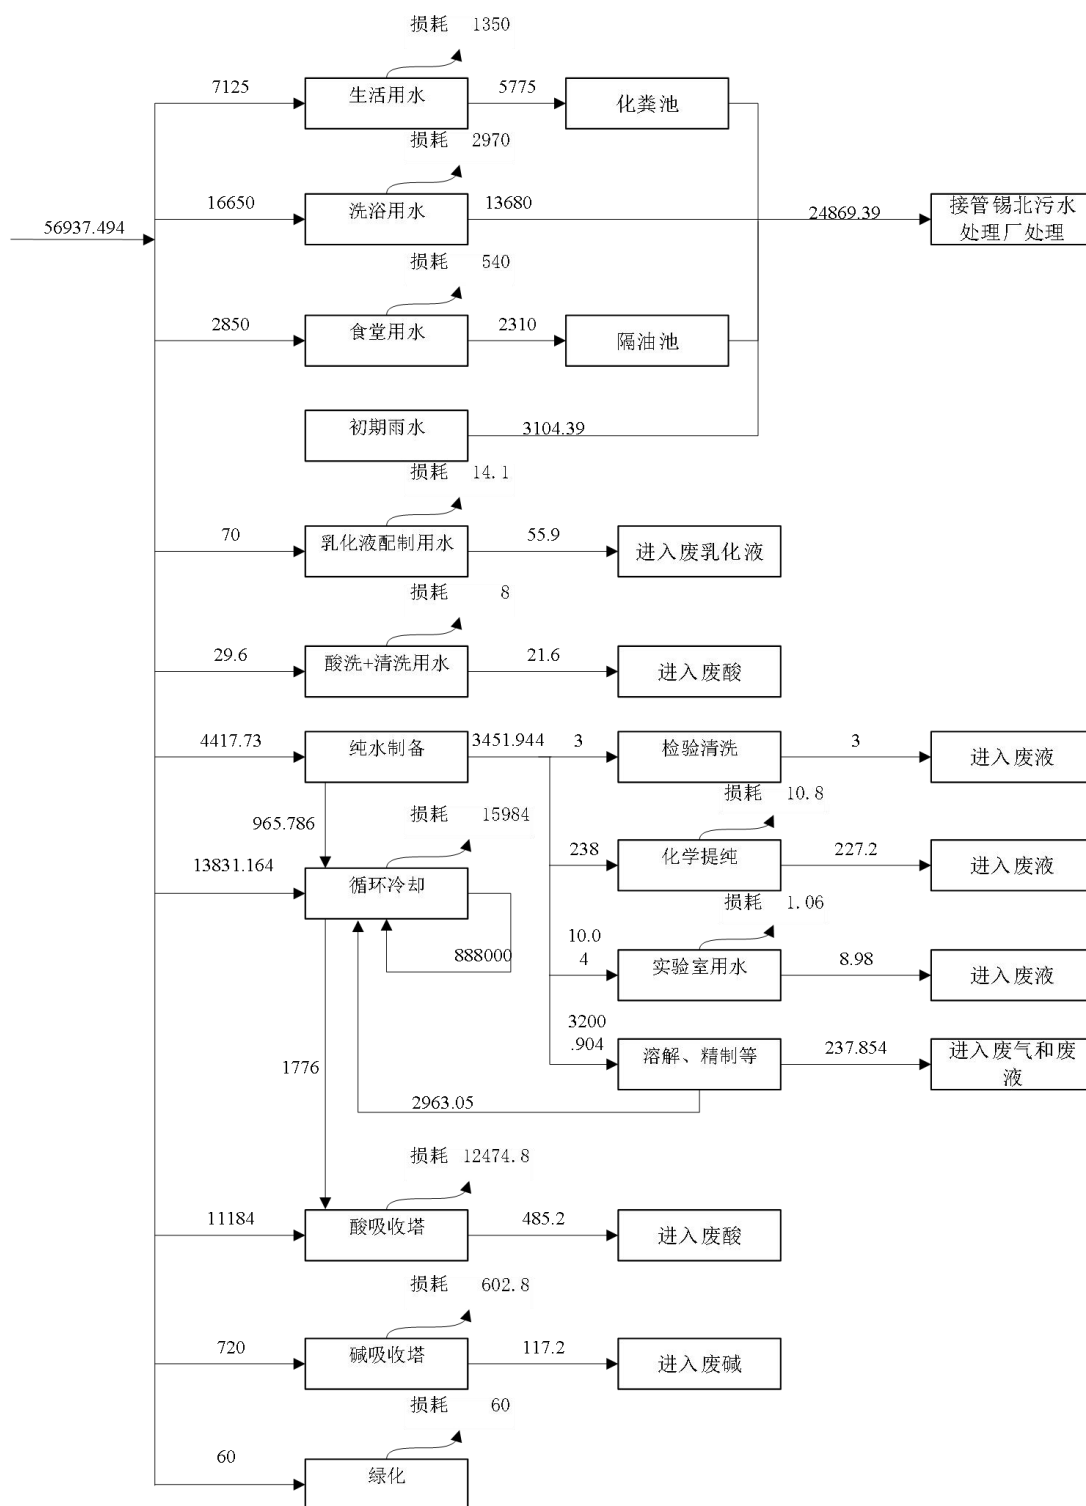 损耗 1350
7125
生活用水
5775
化粪池
损耗 2970
16650
洗浴用水
13680
24869.39
接管锡北污水
处理厂处理
56937.494
损耗 540
2850
食堂用水
2310
隔油池
初期雨水
3104.39
损耗 14.1
70
乳化液配制用水
55.9
进入废乳化液
损耗 8
29.6
酸洗+清洗用水
21.6
进入废酸
4417.73
纯水制备
3451.944
3
检验清洗
3
进入废液
损耗 10.8
965.786
损耗 15984
238
化学提纯
227.2
进入废液
13831.164
循环冷却
888000
损耗 1.06
10.0
4
实验室用水
8.98
进入废液
3200
.904
溶解、精制等
237.854
进入废气和废
液
1776
2963.05
损耗 12474.8
11184
酸吸收塔
485.2
进入废酸
损耗 602.8
720
碱吸收塔
117.2
进入废碱
损耗 60
60
绿化